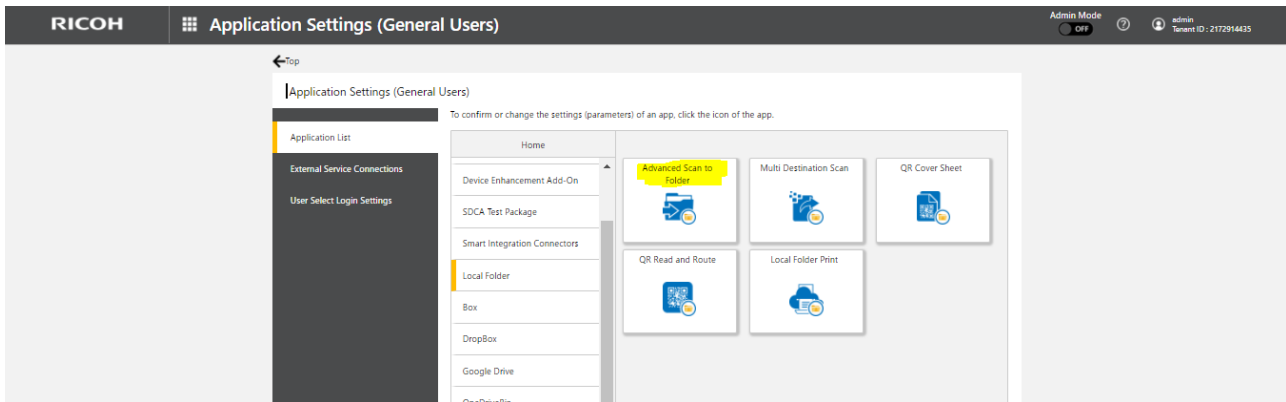 RICOH
Application Settings (General Users)
Admin Mode
OFF
admin
Tenant ID : 2172914435
Top
Application Settings (General Users)
To confirm or change the settings (parameters) of an app, click the icon of the app.
Application List
External Service Connections
User Select Login Settings
Home
Device Enhancement Add-On
SDCA Test Package
Smart Integration Connectors
Local Folder
Box
DropBox
Google Drive
Advanced Scan to
Folder
Multi Destination Scan
QR Cover Sheet
QR Read and Route
Local Folder Print